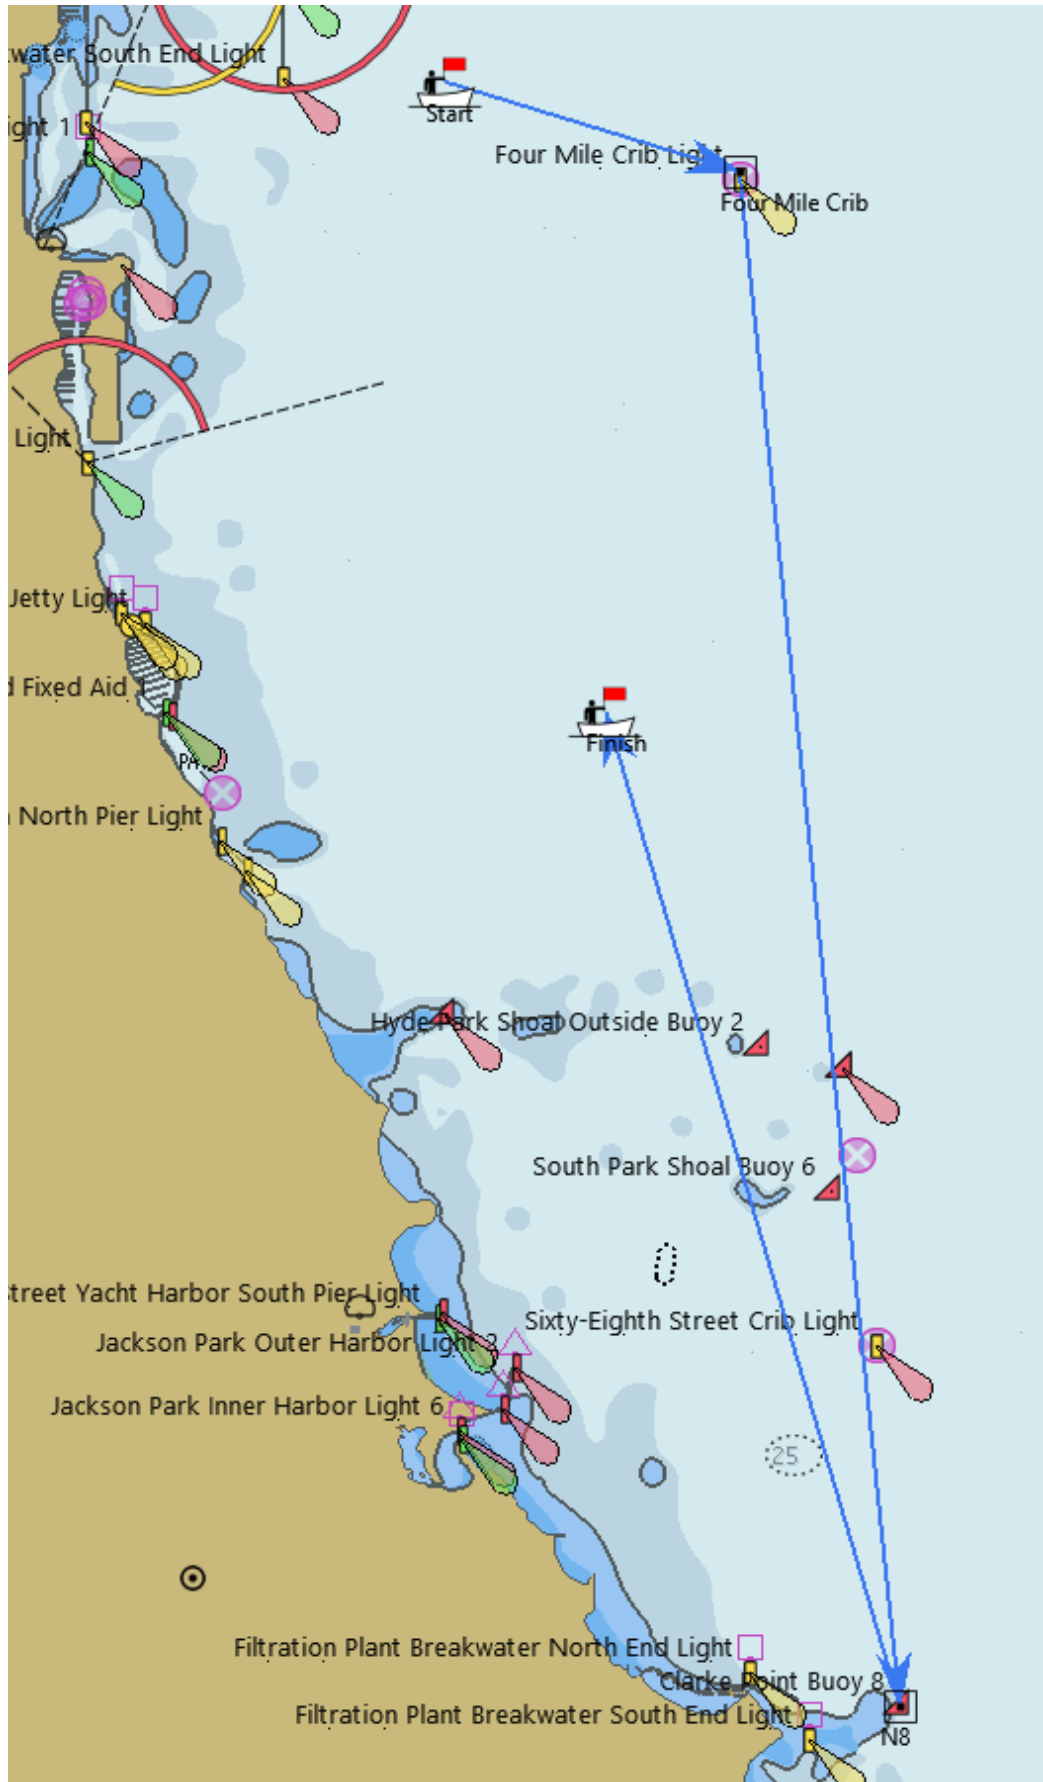 water South End Light
Start
ight 1
Four Mile Crib Light
Four Mile Crib
Light
Jetty Light
d Fixed Aid 1
Finish
PA
North Pier Light
Hyde Park Shoal Outside Buoy 2
South Park Shoal Buoy 6
Street Yacht Harbor South Pier Light
Sixty-Eighth Street Crib Light
Jackson Park Outer Harbor Light 2
Jackson Park Inner Harbor Light 6
25
Filtration Plant Breakwater North End Light
Clarke Point Buoy 8
Filtration Plant Breakwater South End Light
N8